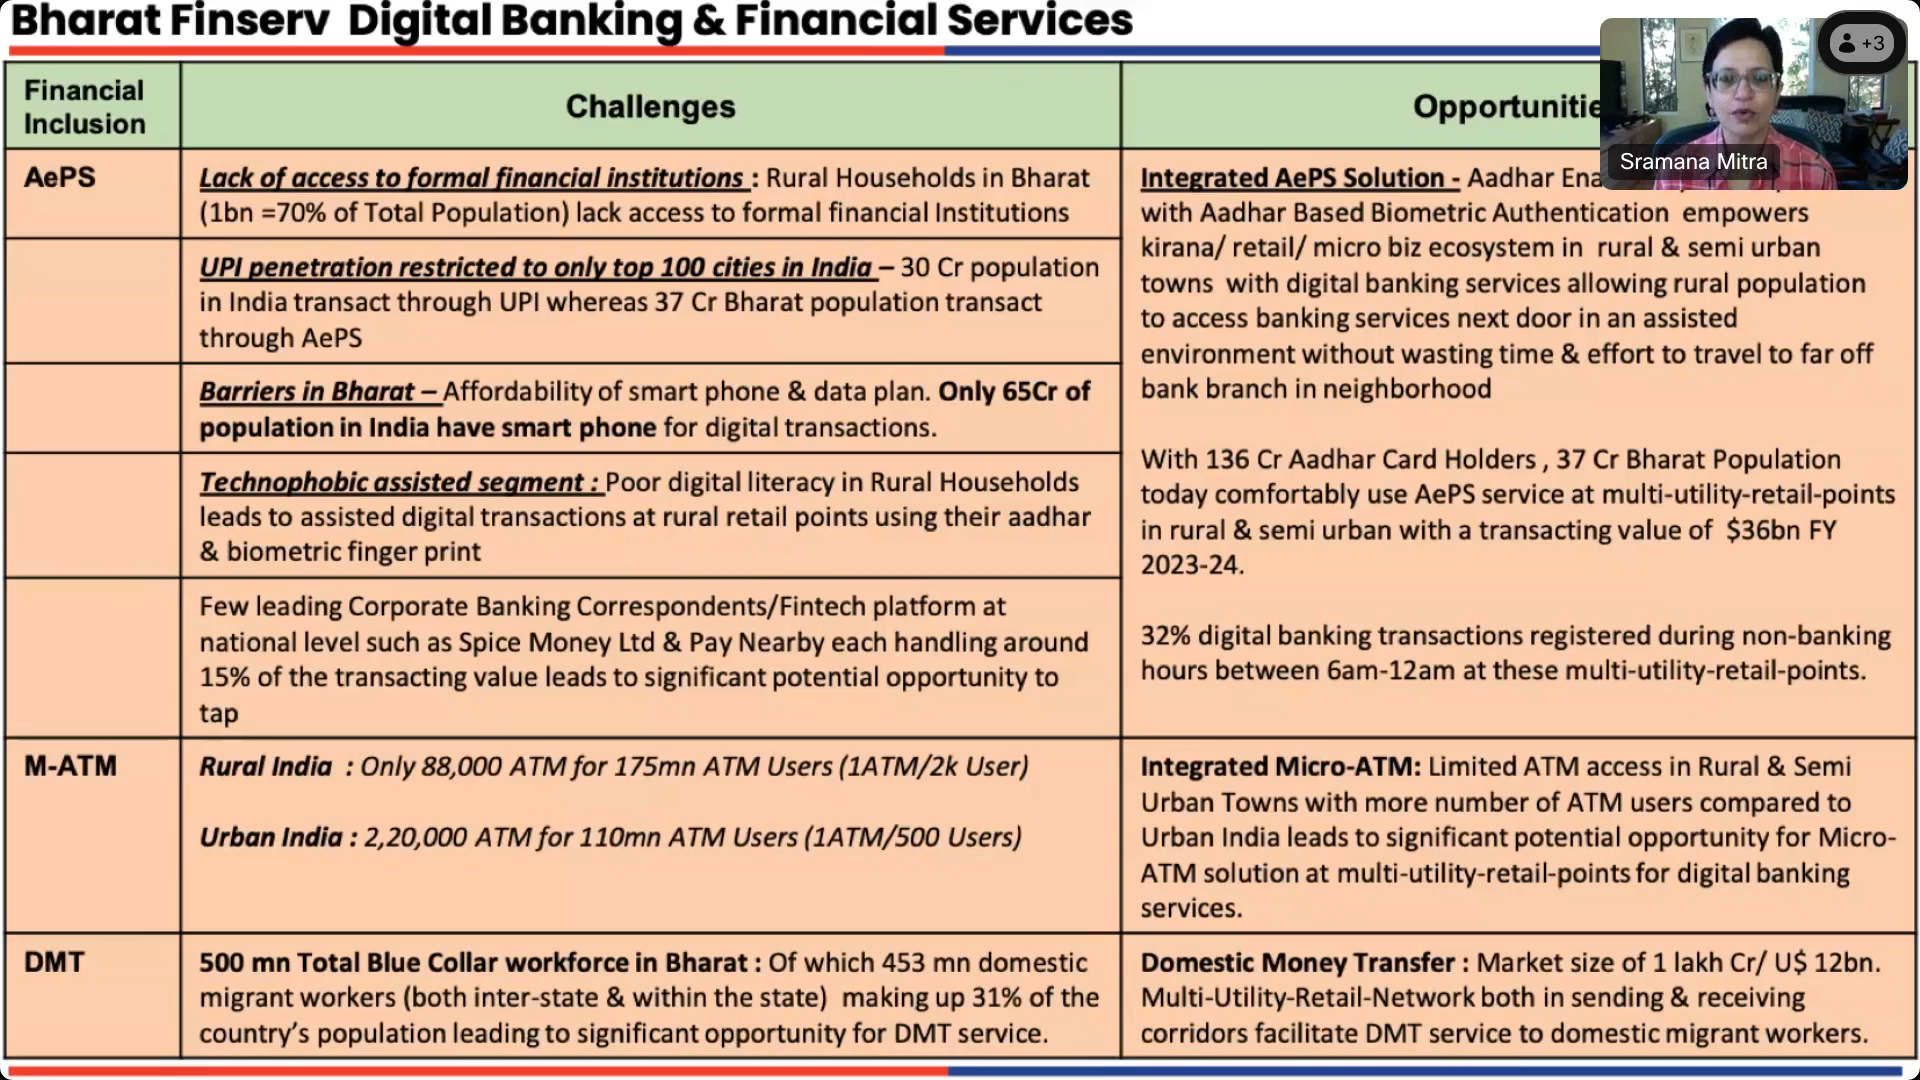 Bharat Finserv Digital Banking & Financial Services
+3
Sramana Mitra
Financial
Inclusion
Challenges
AePS
Lack of access to formal financial institutions : Rural Households in Bharat
(1bn =70% of Total Population) lack access to formal financial Institutions
UPI penetration restricted to only top 100 cities in India – 30 Cr population
in India transact through UPI whereas 37 Cr Bharat population transact
through AePS
Barriers in Bharat – Affordability of smart phone & data plan. Only 65Cr of
population in India have smart phone for digital transactions.
Technophobic assisted segment : Poor digital literacy in Rural Households
leads to assisted digital transactions at rural retail points using their aadhar
& biometric finger print
Few leading Corporate Banking Correspondents/Fintech platform at
national level such as Spice Money Ltd & Pay Nearby each handling around
15% of the transacting value leads to significant potential opportunity to
tap
Integrated AePS Solution - Aadhar
with Aadhar Based Biometric Authentication empowers
kirana/ retail/ micro biz ecosystem in rural & semi urban
towns with digital banking services allowing rural population
to access banking services next door in an assisted
environment without wasting time & effort to travel to far off
bank branch in neighborhood
With 136 Cr Aadhar Card Holders , 37 Cr Bharat Population
today comfortably use AePS service at multi-utility-retail-points
in rural & semi urban with a transacting value of $36bn FY
2023-24.
32% digital banking transactions registered during non-banking
hours between 6am-12am at these multi-utility-retail-points.
M-ATM
Rural India : Only 88,000 ATM for 175mn ATM Users (1ATM/2k User)
Urban India : 2,20,000 ATM for 110mn ATM Users (1ATM/500 Users)
Integrated Micro-ATM: Limited ATM access in Rural & Semi
Urban Towns with more number of ATM users compared to
Urban India leads to significant potential opportunity for Micro-
ATM solution at multi-utility-retail-points for digital banking
services.
DMT
500 mn Total Blue Collar workforce in Bharat : Of which 453 mn domestic
migrant workers (both inter-state & within the state) making up 31% of the
country's population leading to significant opportunity for DMT service.
Domestic Money Transfer : Market size of 1 lakh Cr/ U$ 12bn.
Multi-Utility-Retail-Network both in sending & receiving
corridors facilitate DMT service to domestic migrant workers.